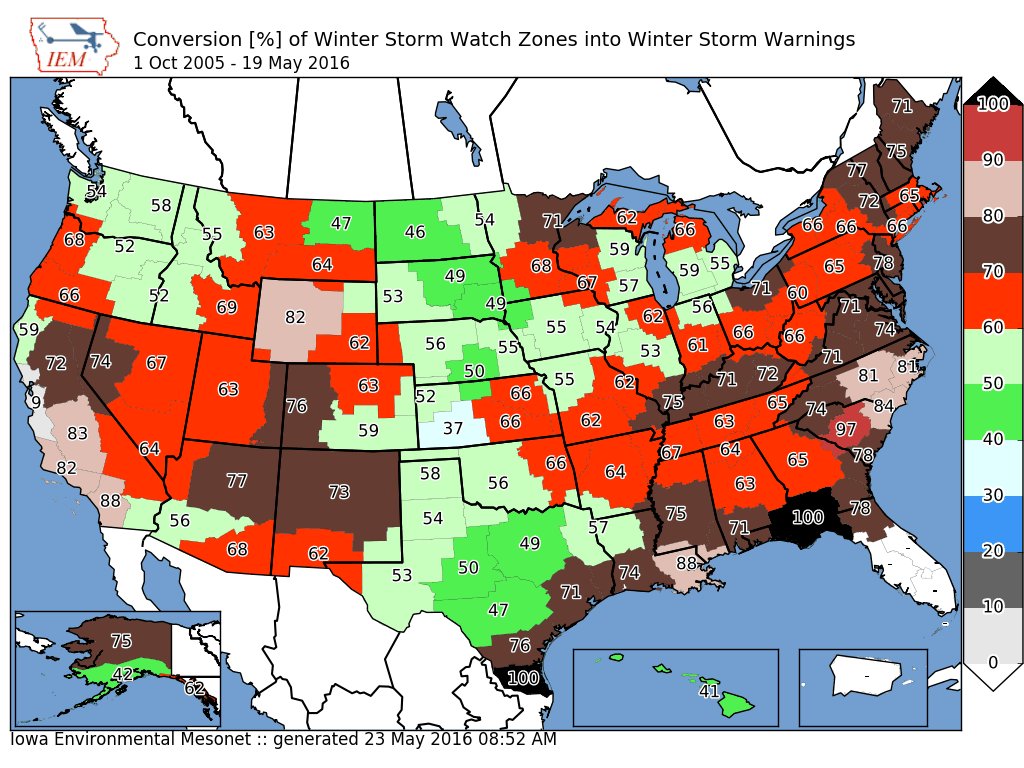 Conversion [%] of Winter Storm Watch Zones into Winter Storm Warnings
IEM
1 Oct 2005 - 19 May 2016
100
90
80
70
60
50
40
30
20
10
0
71
75
77
54 58 55 63 47 46 54 71 62 66 72 65
68 52 64 59 66 66 66
49 68 59 55 65 78
66 52 69 53 49 67 57 71 60
59 82 62 56 55 55 54 62 56 66 66 71 74
72 74 67 53 61 71
63 76 63 50 55 62 71 72 81 81
9 52 66 75 65 74 84
83 64 59 37 66 62 63 97
82 77 73 58 56 66 64 67 64 65 78
88 56 54 75 63 71 100 78
68 62 49 57
53 50 71 74 88
47
75 76
42 62 100 41
Iowa Environmental Mesonet :: generated 23 May 2016 08:52 AM